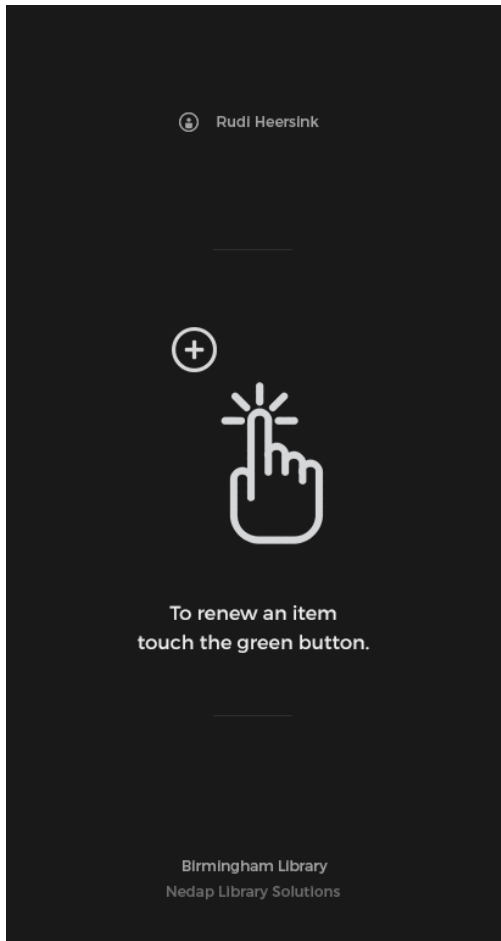 Rudi Heersink
To renew an item
touch the green button.
Birmingham Library
Nedap Library Solutions